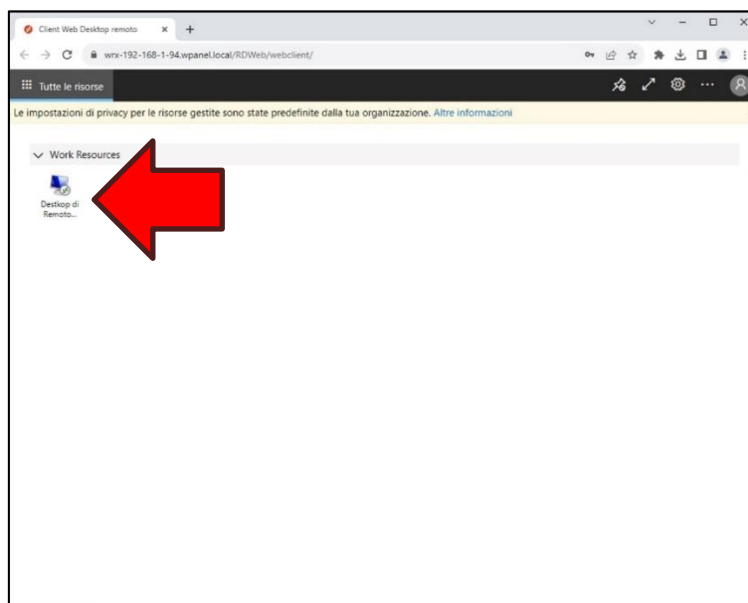 Client Web Desktop remoto
wrx-192-168-1-94.wpanel.local/RDWeb/webclient/
Tutte le risorse
Le impostazioni di privacy per le risorse gestite sono state predefinite dalla tua organizzazione. Altre informazioni
Work Resources
Destkop di
Remoto...